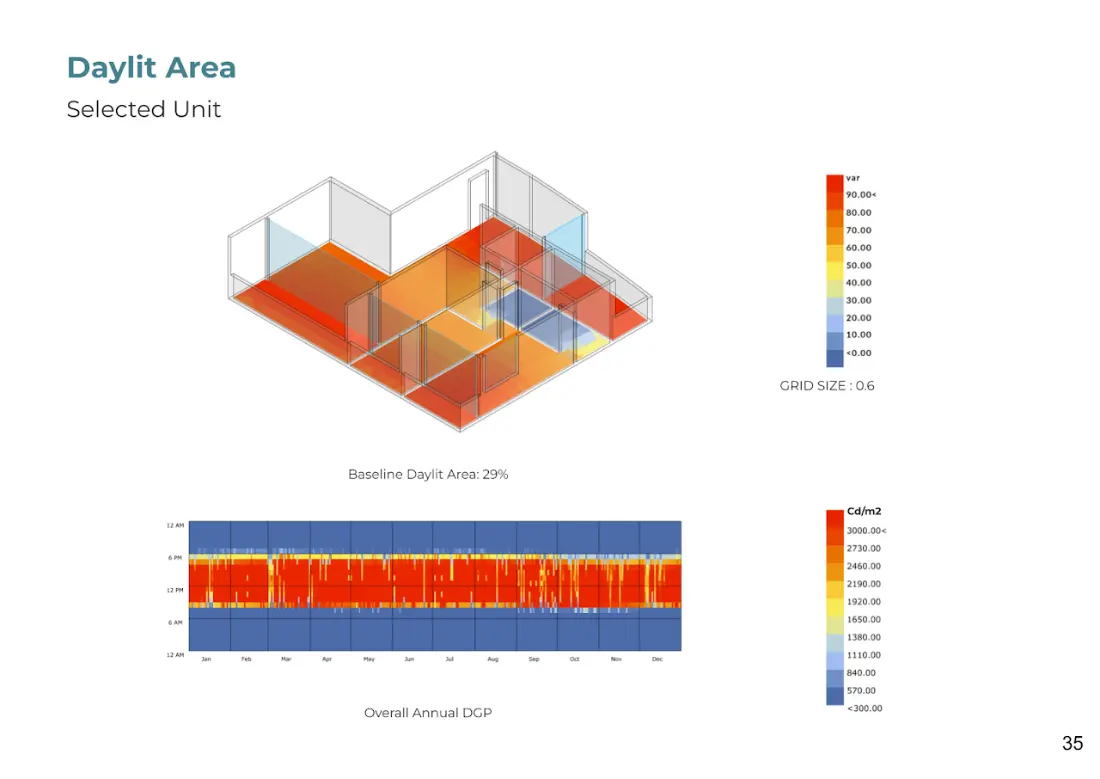 Daylit Area
Selected Unit
var
90.00<
80.00
70.00
60.00
50.00
40.00
30.00
20.00
10.00
<0.00
GRID SIZE : 0.6
Baseline Daylit Area: 29%
12 AM
6 PM
12 PM
6 AM
12 AM
Jan Feb Mar Apr May Jun Jul Aug Sep Oct Nov Dec
Overall Annual DGP
Cd/m2
3000.00<
2730.00
2460.00
2190.00
1920.00
1650.00
1380.00
1110.00
840.00
570.00
<300.00
35